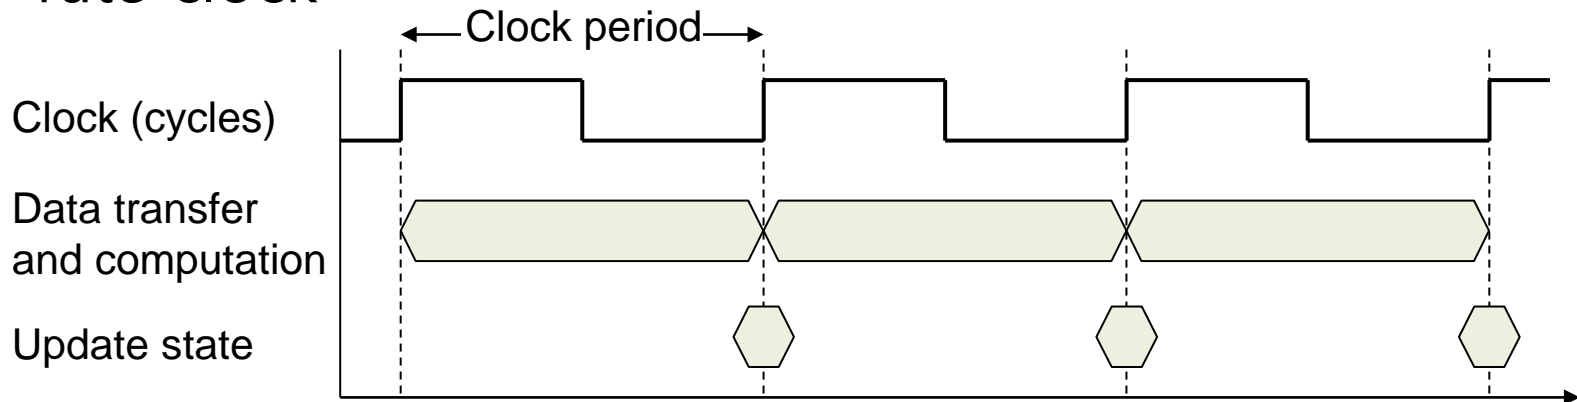 Clock period
Clock (cycles)
Data transfer
and computation
Update state